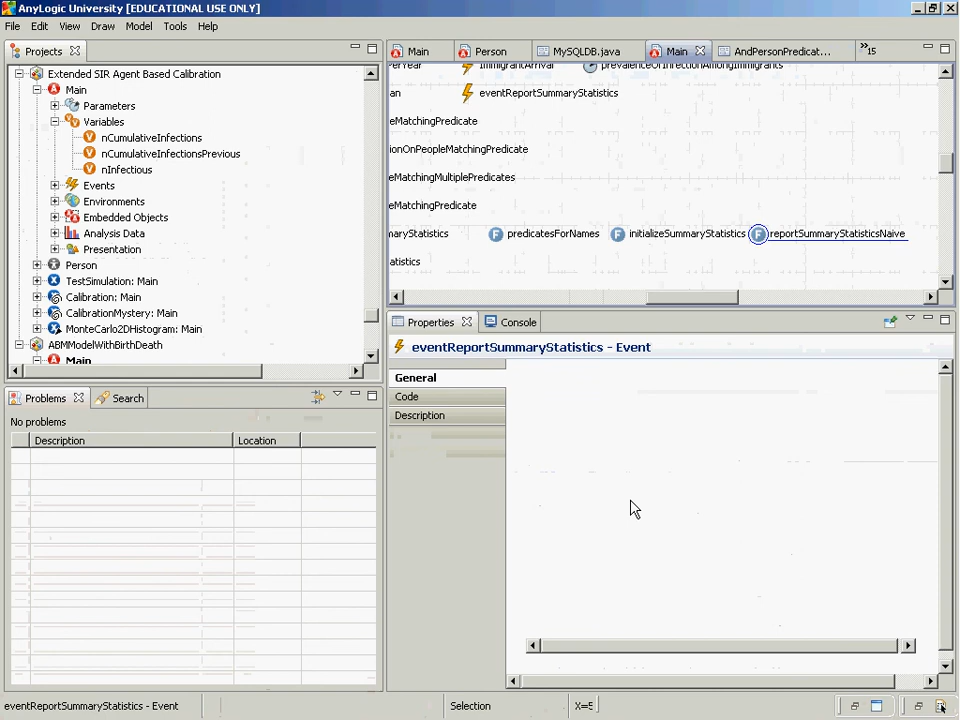 AnyLogic University [EDUCATIONAL USE ONLY]
File Edit View Draw Model Tools Help
Projects
Extended SIR Agent Based Calibration
Main
Parameters
Variables
nCumulativeInfections
nCumulativeInfectionsPrevious
nInfectious
Events
Environments
Embedded Objects
Analysis Data
Presentation
Person
TestSimulation: Main
Calibration: Main
CalibrationMystery: Main
MonteCarlo2DHistogram: Main
ABMModelWithBirthDeath
Main
Main Person MySQLDB.java Main AndPersonPredicat... 15
erYear ImmigrantArrival prevalenceOfInfectionAmongImmigrants
an eventReportSummaryStatistics
eMatchingPredicate
ionOnPeopleMatchingPredicate
eMatchingMultiplePredicates
eMatchingPredicate
naryStatistics predicatesForNames initializeSummaryStatistics reportSummaryStatisticsNaive
atistics
Problems Search
No problems
Description Location
Properties Console
eventReportSummaryStatistics - Event
General
Code
Description
eventReportSummaryStatistics - Event Selection X=5